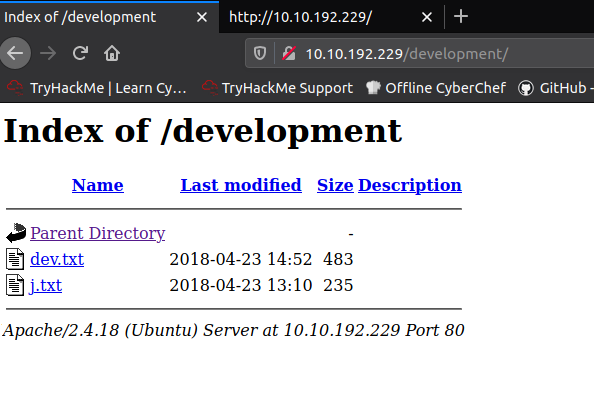 Index of /development
http://10.10.192.229/
10.10.192.229/development/
TryHackMe | Learn Cy… TryHackMe Support Offline CyberChef GitHub -
Index of /development
Name Last modified Size Description
Parent Directory -
dev.txt 2018-04-23 14:52 483
j.txt 2018-04-23 13:10 235
Apache/2.4.18 (Ubuntu) Server at 10.10.192.229 Port 80